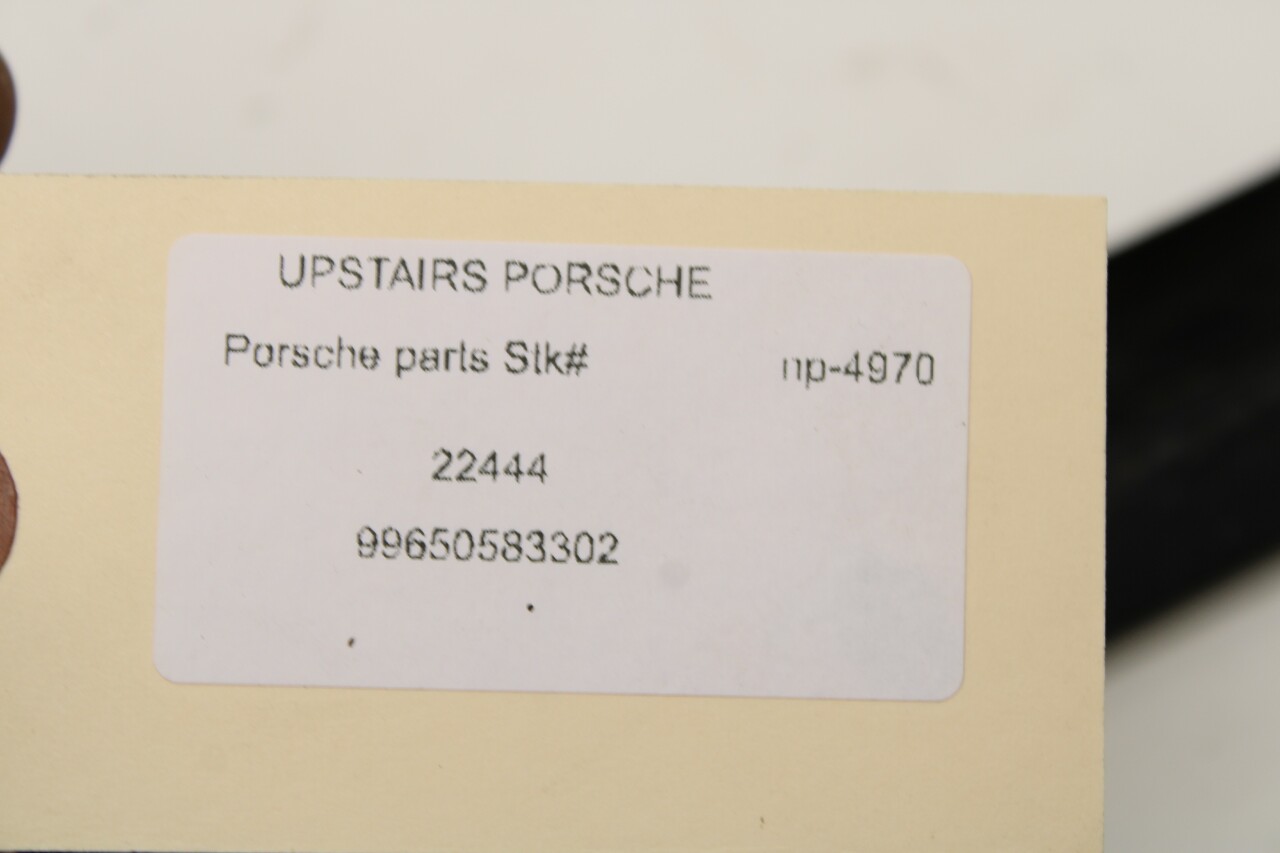 UPSTAIRS PORSCHE
Porsche parts Stk# np-4970
22444
99650583302